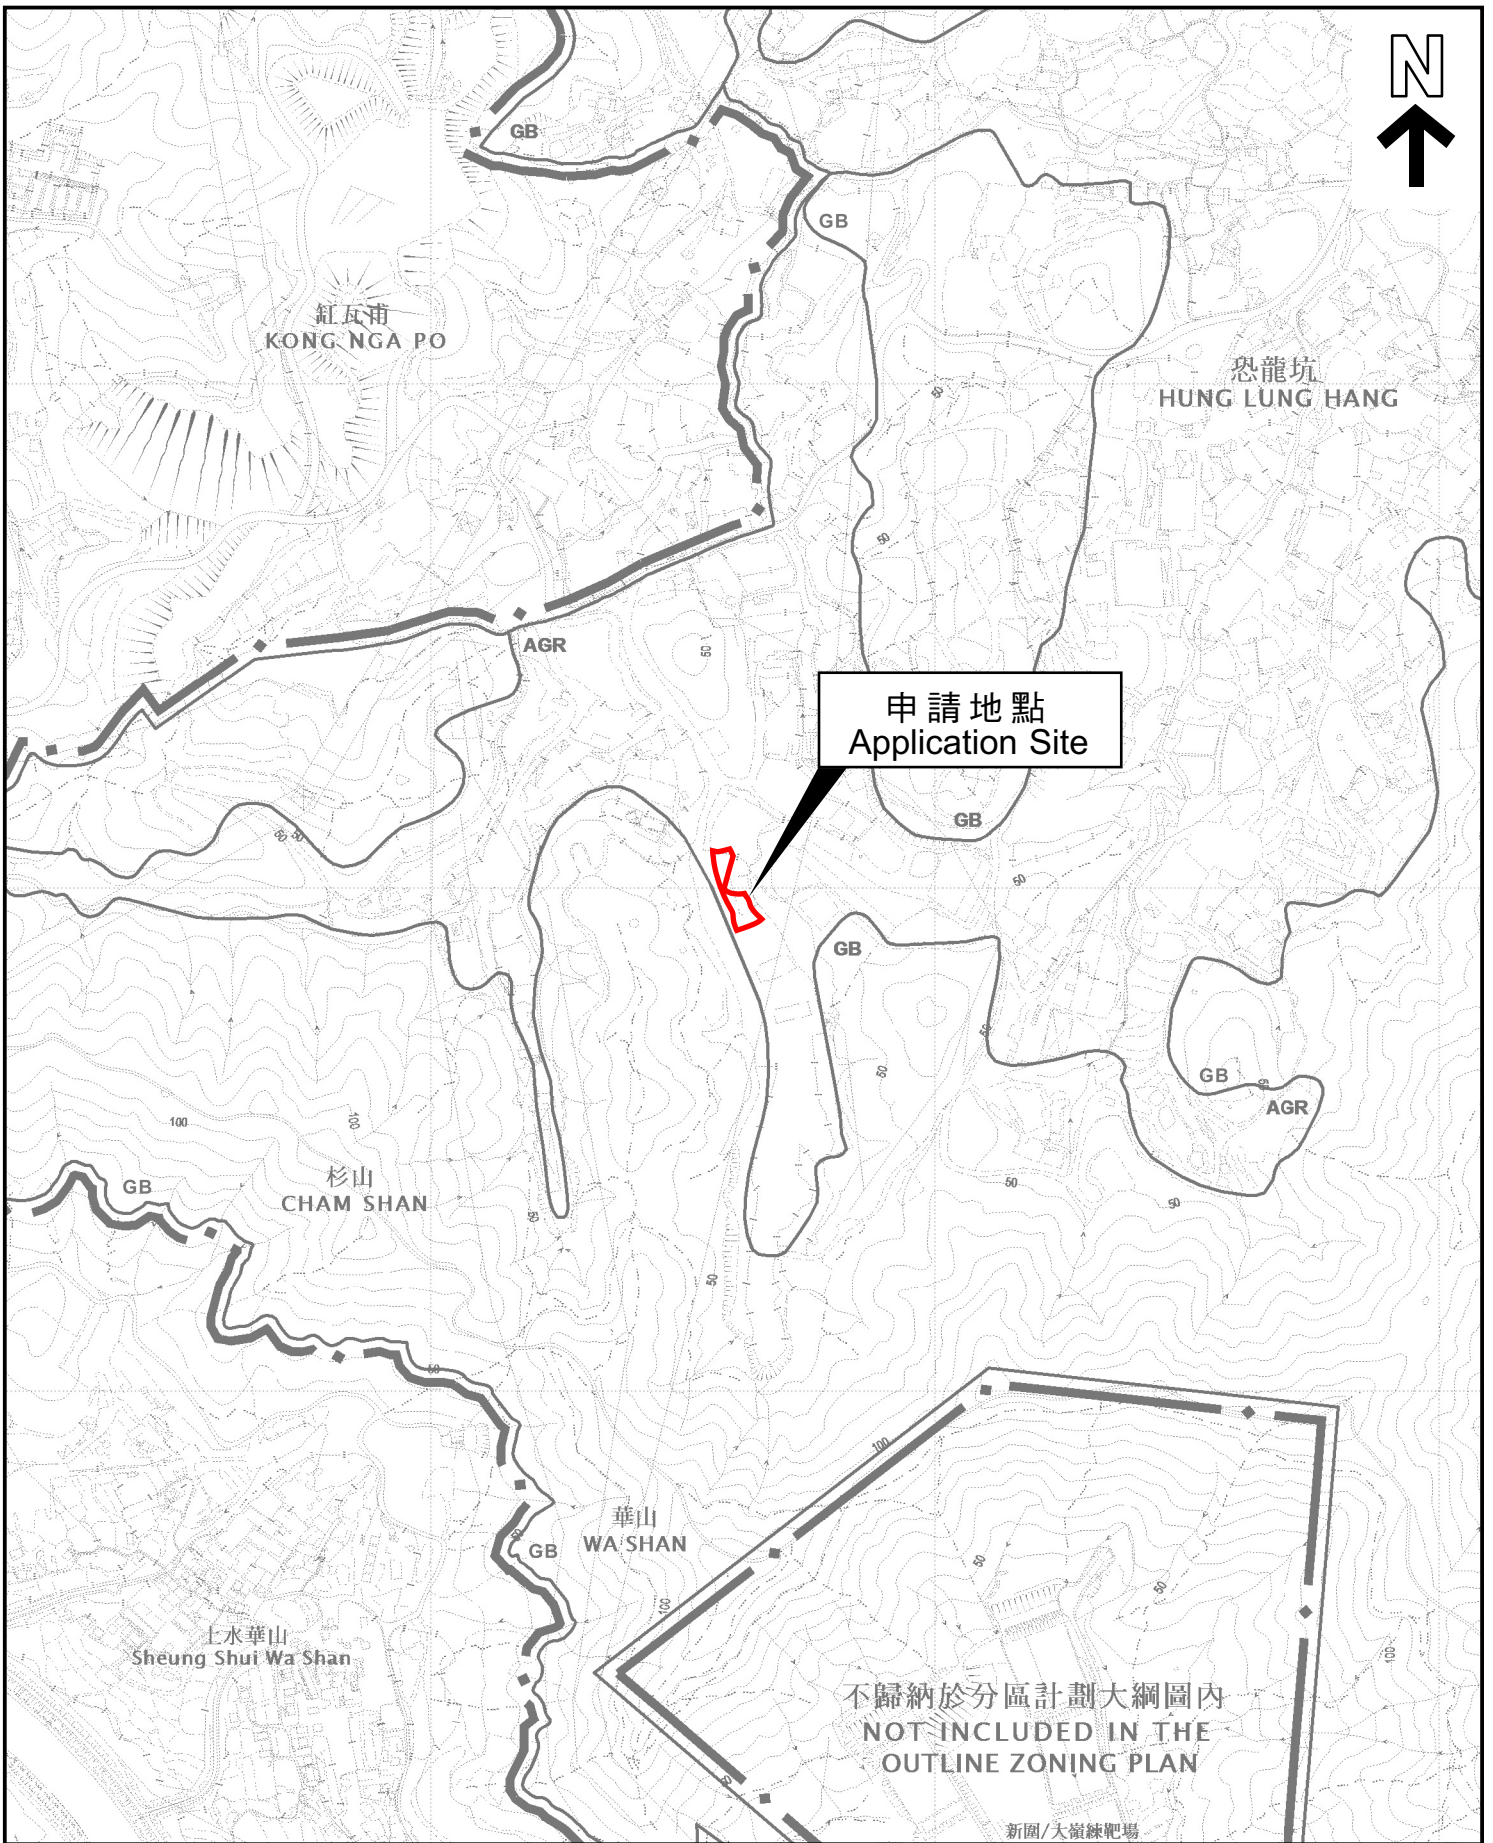 N
GB
GB
缸瓦甫
KONG NGA PO
恐龍坑
HUNG LUNG HANG
50
50
AGR
50
申請地點
Application Site
GB
50
50
50
GB
50
50
GB
50
AGR
100
100
杉山
CHAM SHAN
GB
50
50
50
50
50
100
華山
WA SHAN
50
GB
50
50
100
上水華山
Sheung Shui Wa Shan
100
不歸納於分區計劃大綱圖內
NOT INCLUDED IN THE
OUTLINE ZONING PLAN
50
新圍/大嶺練靶場